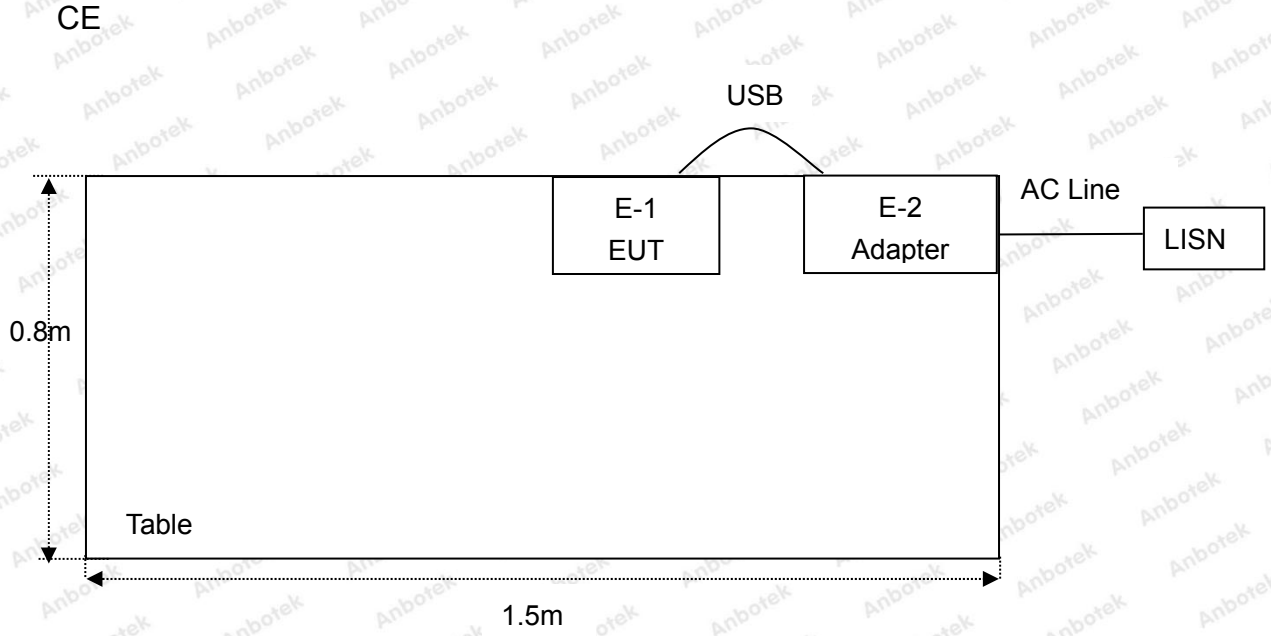 CE
USB
E-1
EUT
E-2
Adapter
AC Line
LISN
0.8m
Table
1.5m